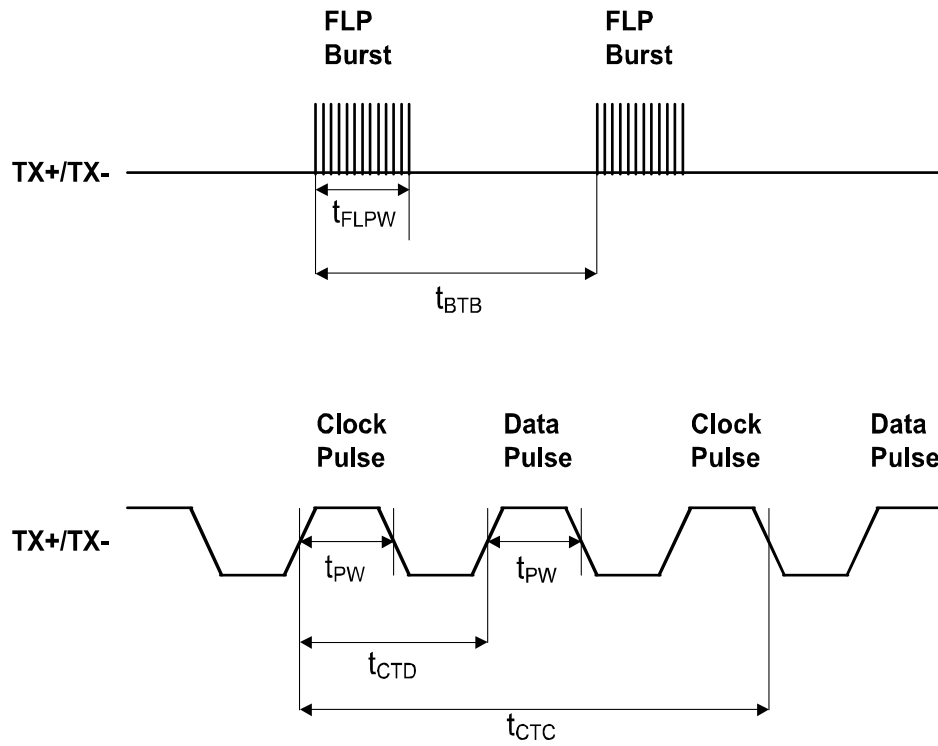 FLP Burst FLP Burst
TX+/TX-
tFLPW
tBTB
Clock Pulse Data Pulse Clock Pulse Data Pulse
TX+/TX-
tPW tPW
tCTD
tCTC